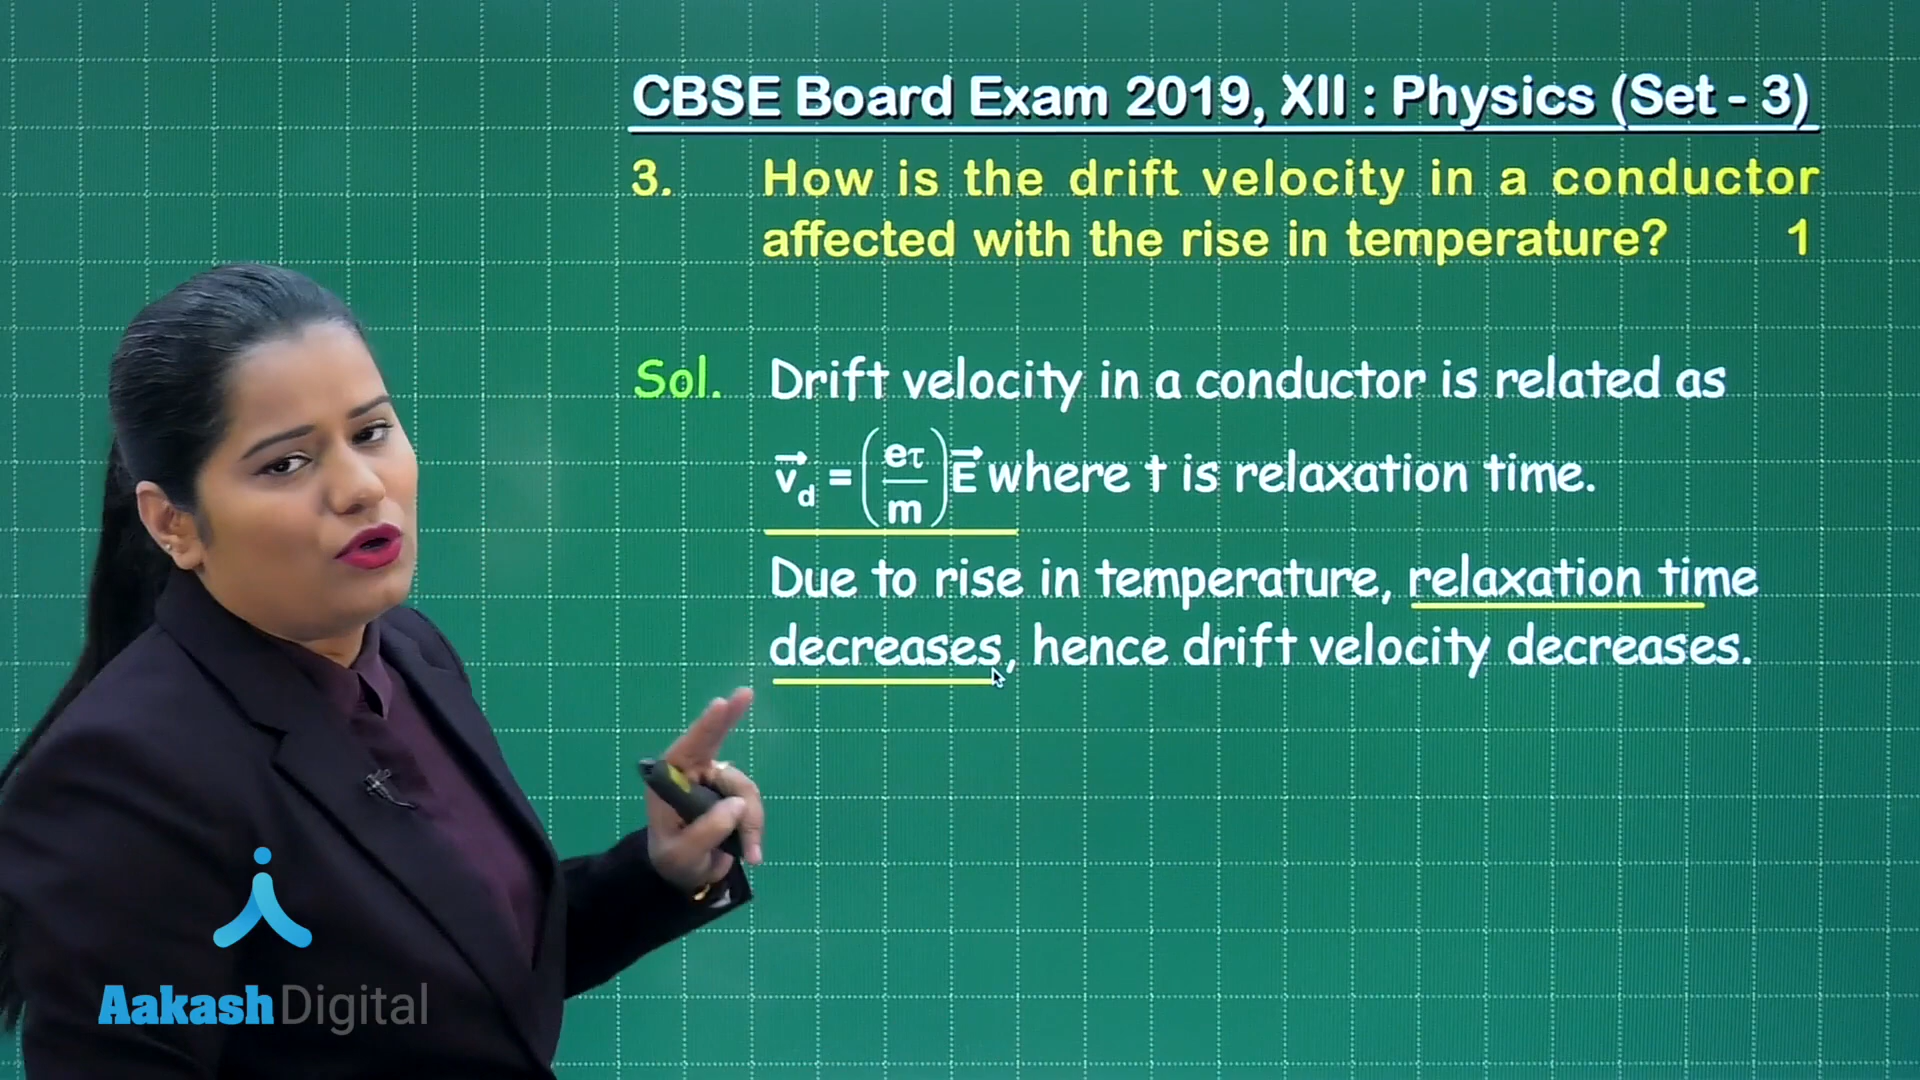 CBSE Board Exam 2019, XII : Physics (Set - 3)
3. How is the drift velocity in a conductor
affected with the rise in temperature? 1
Sol. Drift velocity in a conductor is related as
v⃗_d = (eτ/m) E⃗ where t is relaxation time.
Due to rise in temperature, relaxation time
decreases, hence drift velocity decreases.
Aakash Digital